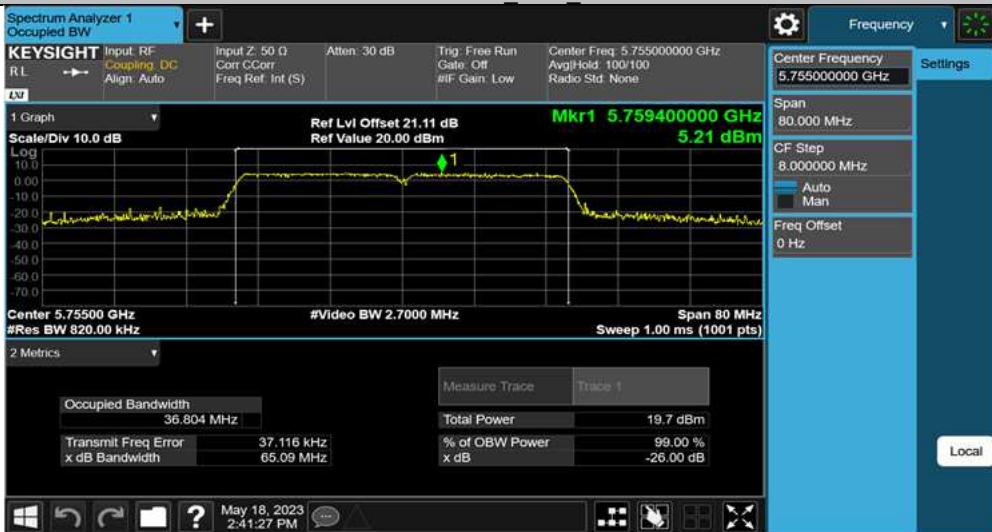 Spectrum Analyzer 1
Occupied BW
+
Frequency
KEYSIGHT
RL
LXI
Input: RF
Coupling: DC
Align: Auto
Input Z: 50 Ω
Corr CCorr
Freq Ref: Int (S)
Atten: 30 dB
Trig: Free Run
Gate: Off
#IF Gain: Low
Center Freq: 5.755000000 GHz
Avg|Hold: 100/100
Radio Std: None
1 Graph
Scale/Div 10.0 dB
Ref Lvl Offset 21.11 dB
Ref Value 20.00 dBm
Mkr1 5.759400000 GHz
5.21 dBm
Log
10.0
0.00
-10.0
-20.0
-30.0
-40.0
-50.0
-60.0
-70.0
1
Center 5.75500 GHz
#Res BW 820.00 kHz
#Video BW 2.7000 MHz
Span 80 MHz
Sweep 1.00 ms (1001 pts)
2 Metrics
Measure Trace
Trace 1
Occupied Bandwidth
36.804 MHz
Total Power
19.7 dBm
Transmit Freq Error
37.116 kHz
% of OBW Power
99.00 %
x dB Bandwidth
65.09 MHz
x dB
-26.00 dB
Center Frequency
5.755000000 GHz
Settings
Span
80.000 MHz
CF Step
8.000000 MHz
Auto
Man
Freq Offset
0 Hz
Local
?
May 18, 2023
2:41:27 PM